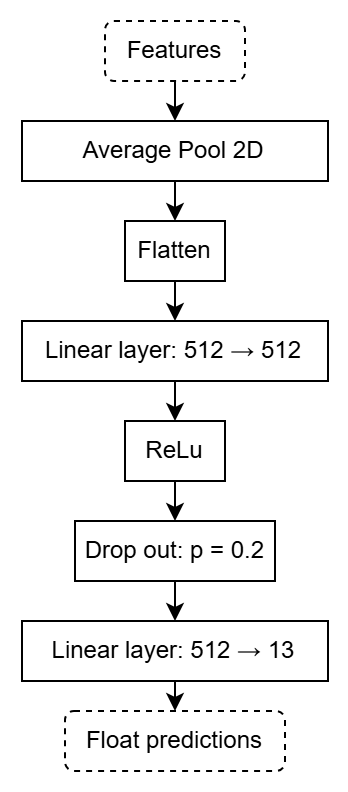 Features
Average Pool 2D
Flatten
Linear layer: 512 → 512
ReLu
Drop out: p = 0.2
Linear layer: 512 → 13
Float predictions